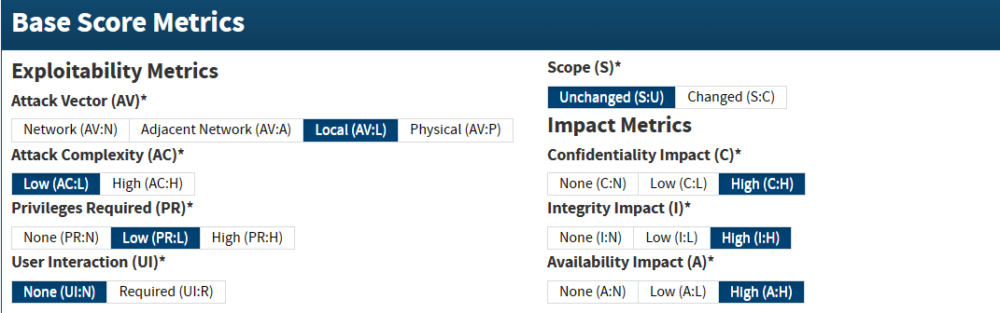 Base Score Metrics
Exploitability Metrics
Attack Vector (AV)*
Network (AV:N) Adjacent Network (AV:A) Local (AV:L) Physical (AV:P)
Attack Complexity (AC)*
Low (AC:L) High (AC:H)
Privileges Required (PR)*
None (PR:N) Low (PR:L) High (PR:H)
User Interaction (UI)*
None (UI:N) Required (UI:R)
Scope (S)*
Unchanged (S:U) Changed (S:C)
Impact Metrics
Confidentiality Impact (C)*
None (C:N) Low (C:L) High (C:H)
Integrity Impact (I)*
None (I:N) Low (I:L) High (I:H)
Availability Impact (A)*
None (A:N) Low (A:L) High (A:H)